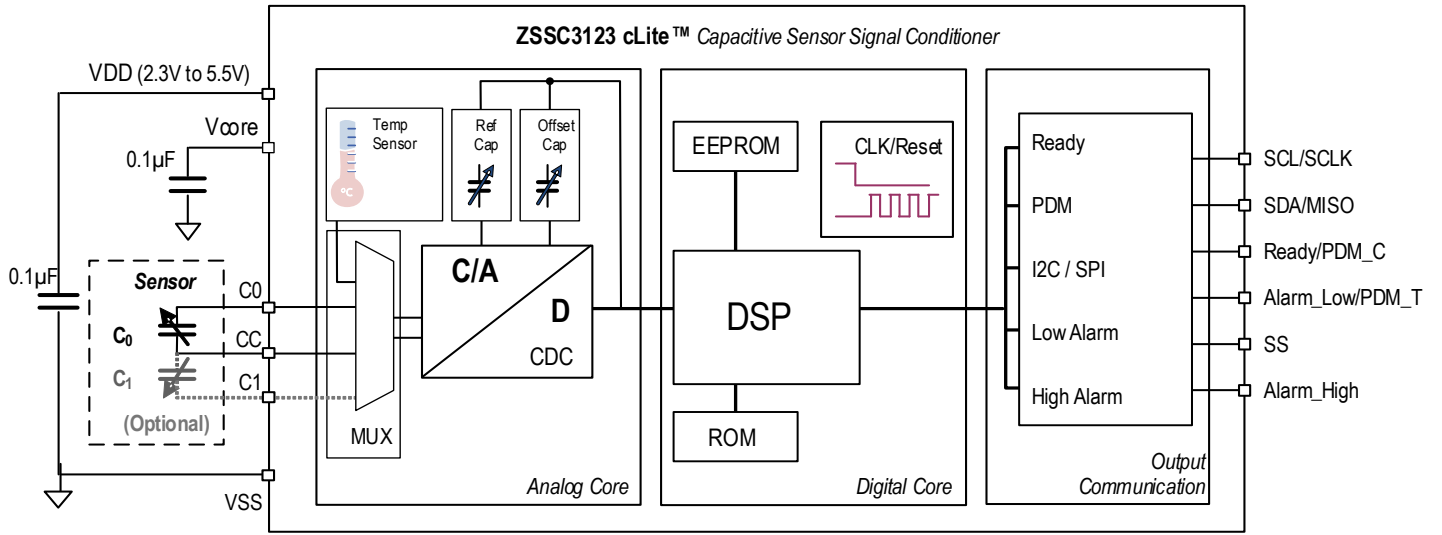 ZSSC3123 cLite™ Capacitive Sensor Signal Conditioner
VDD (2.3V to 5.5V)
Vcore
0.1µF
0.1µF
Sensor
C0
C0
CC
C1
C1
(Optional)
VSS
Temp
Sensor
°C
Ref
Cap
Offset
Cap
MUX
C/A
D
CDC
Analog Core
EEPROM
CLK/Reset
DSP
ROM
Digital Core
Ready
PDM
I2C / SPI
Low Alarm
High Alarm
Output
Communication
SCL/SCLK
SDA/MISO
Ready/PDM_C
Alarm_Low/PDM_T
SS
Alarm_High